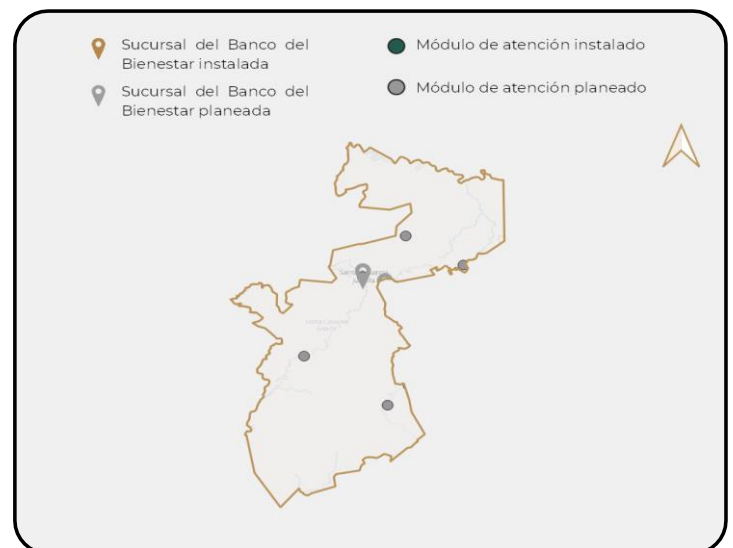 Sucursal del Banco del
Bienestar instalada
Sucursal del Banco del
Bienestar planeada
Módulo de atención instalado
Módulo de atención planeado